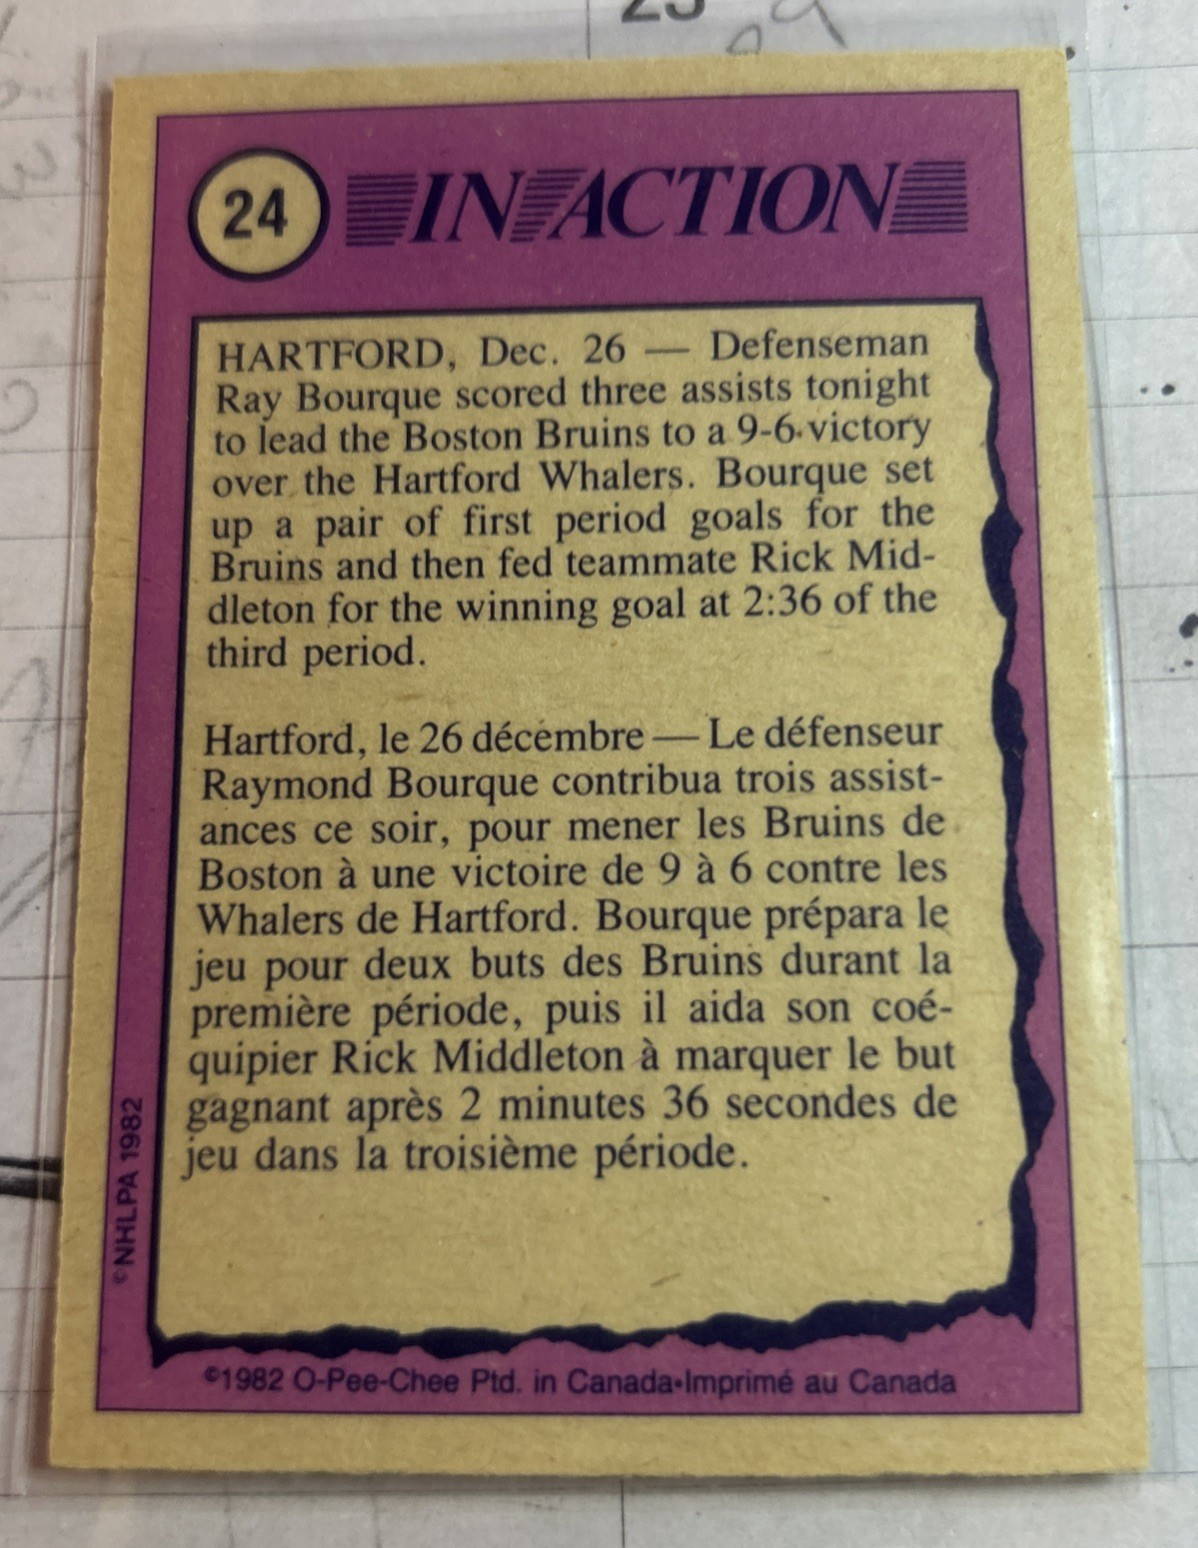 24
IN ACTION
HARTFORD, Dec. 26 — Defenseman
Ray Bourque scored three assists tonight
to lead the Boston Bruins to a 9-6 victory
over the Hartford Whalers. Bourque set
up a pair of first period goals for the
Bruins and then fed teammate Rick Mid-
dleton for the winning goal at 2:36 of the
third period.
Hartford, le 26 décembre — Le défenseur
Raymond Bourque contribua trois assist-
ances ce soir, pour mener les Bruins de
Boston à une victoire de 9 à 6 contre les
Whalers de Hartford. Bourque prépara le
jeu pour deux buts des Bruins durant la
première période, puis il aida son coé-
quipier Rick Middleton à marquer le but
gagnant après 2 minutes 36 secondes de
jeu dans la troisième période.
©NHLPA 1982
©1982 O-Pee-Chee Ptd. in Canada•Imprimé au Canada